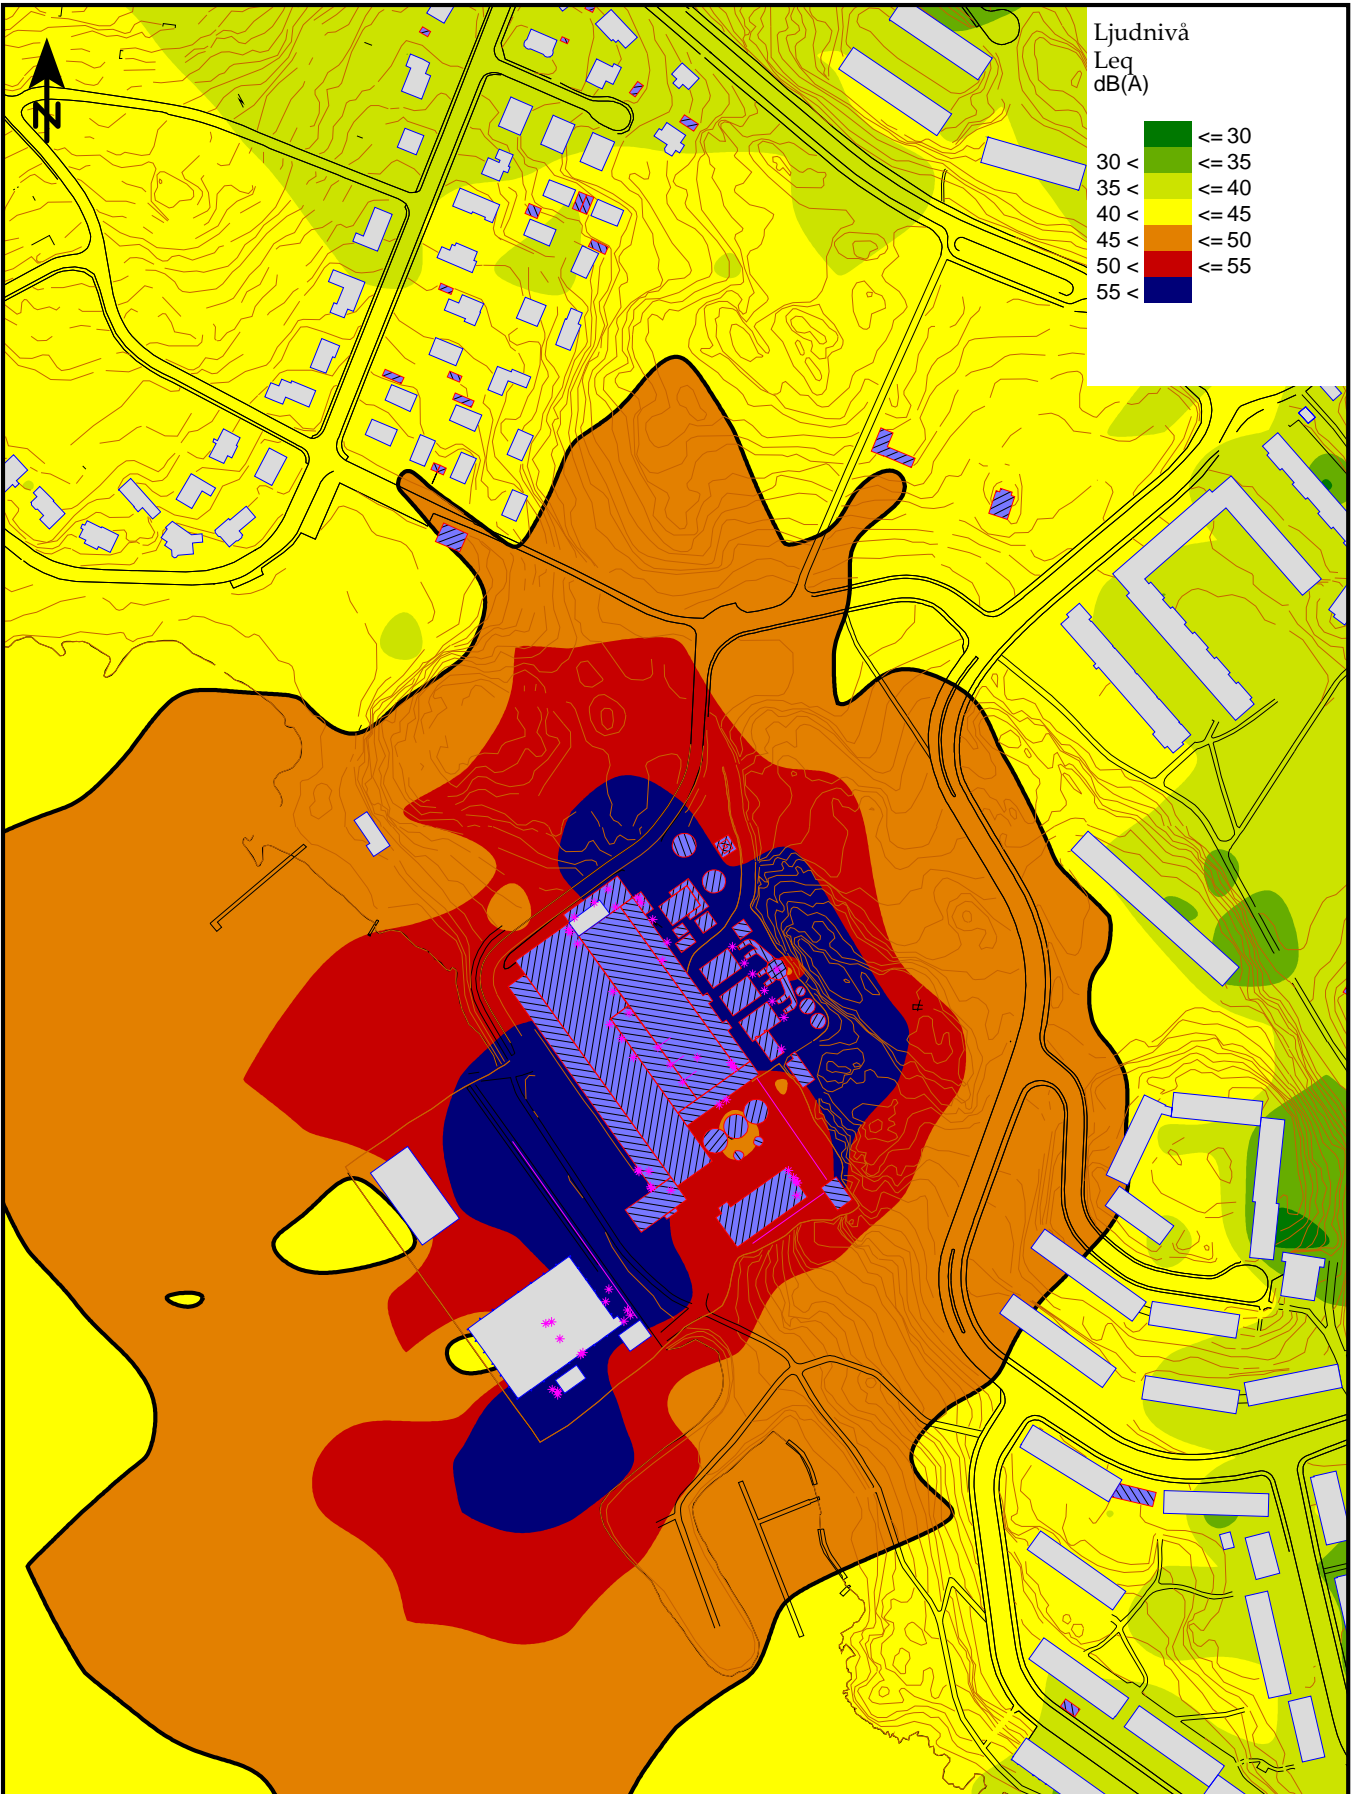 Ljudnivå
Leq
dB(A)
<= 30
30 < <= 35
35 < <= 40
40 < <= 45
45 < <= 50
50 < <= 55
55 <
N